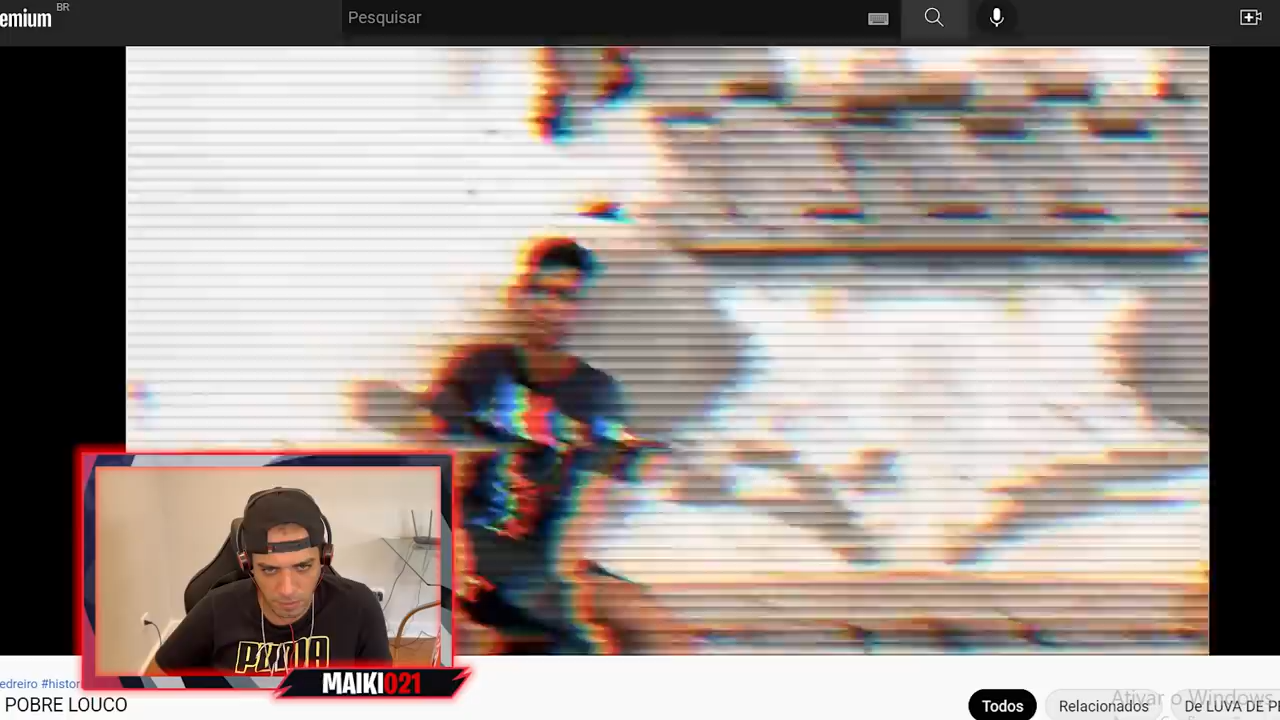 emium BR
Pesquisar
PUMA
MAIKI021
edreiro #histor
POBRE LOUCO
Todos
Relacionados
De LUVA DE P
Ativar o Windows